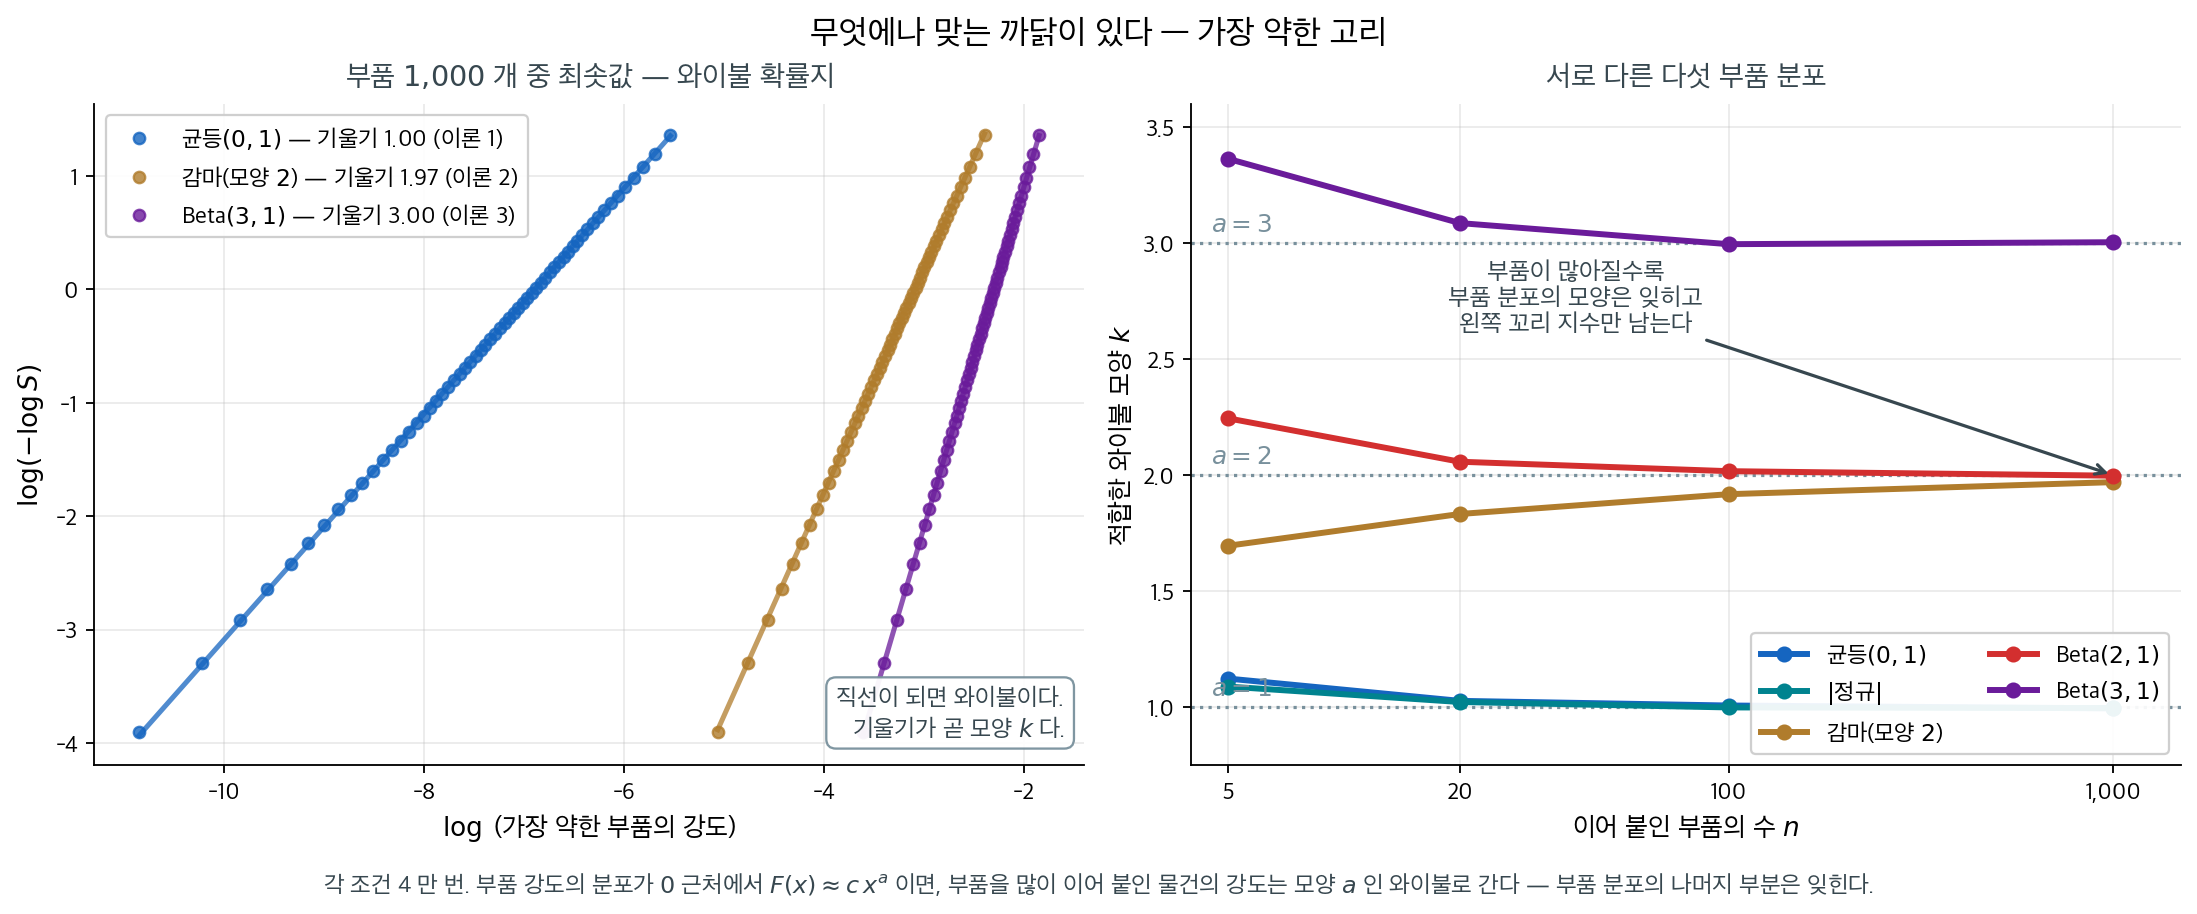 무엇에나 맞는 까닭이 있다 — 가장 약한 고리
부품 1,000 개 중 최솟값 — 와이불 확률지
균등(0, 1) — 기울기 1.00 (이론 1)
감마(모양 2) — 기울기 1.97 (이론 2)
Beta(3, 1) — 기울기 3.00 (이론 3)
1
0
-1
-2
-3
-4
log(−log S)
직선이 되면 와이불이다.
기울기가 곧 모양 k 다.
-10
-8
-6
-4
-2
log (가장 약한 부품의 강도)
서로 다른 다섯 부품 분포
3.5
3.0
2.5
2.0
1.5
1.0
적합한 와이불 모양 k
a = 3
부품이 많아질수록
부품 분포의 모양은 잊히고
왼쪽 꼬리 지수만 남는다
a = 2
a = 1
균등(0, 1)
|정규|
감마(모양 2)
Beta(2, 1)
Beta(3, 1)
5
20
100
1,000
이어 붙인 부품의 수 n
각 조건 4 만 번. 부품 강도의 분포가 0 근처에서 F(x) ≈ c x^a 이면, 부품을 많이 이어 붙인 물건의 강도는 모양 a 인 와이불로 간다 — 부품 분포의 나머지 부분은 잊힌다.